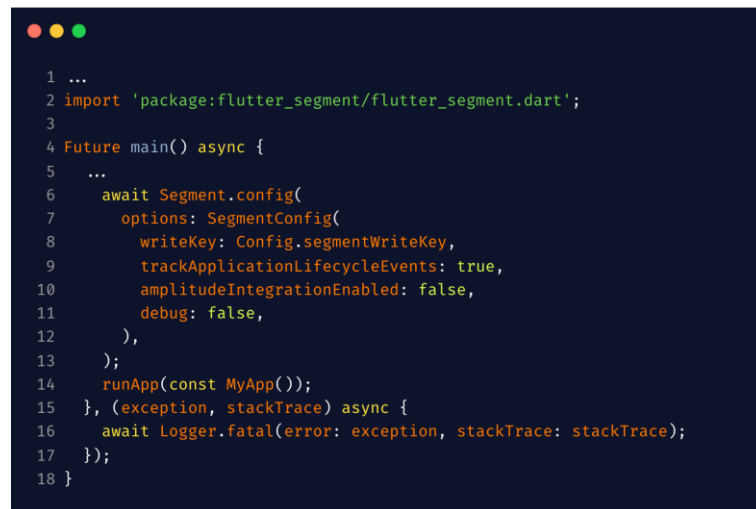 1 ...
2 import 'package:flutter_segment/flutter_segment.dart';
3
4 Future main() async {
5   ...
6     await Segment.config(
7       options: SegmentConfig(
8         writeKey: Config.segmentWriteKey,
9         trackApplicationLifecycleEvents: true,
10         amplitudeIntegrationEnabled: false,
11         debug: false,
12       ),
13     );
14     runApp(const MyApp());
15   }, (exception, stackTrace) async {
16     await Logger.fatal(error: exception, stackTrace: stackTrace);
17   });
18 }